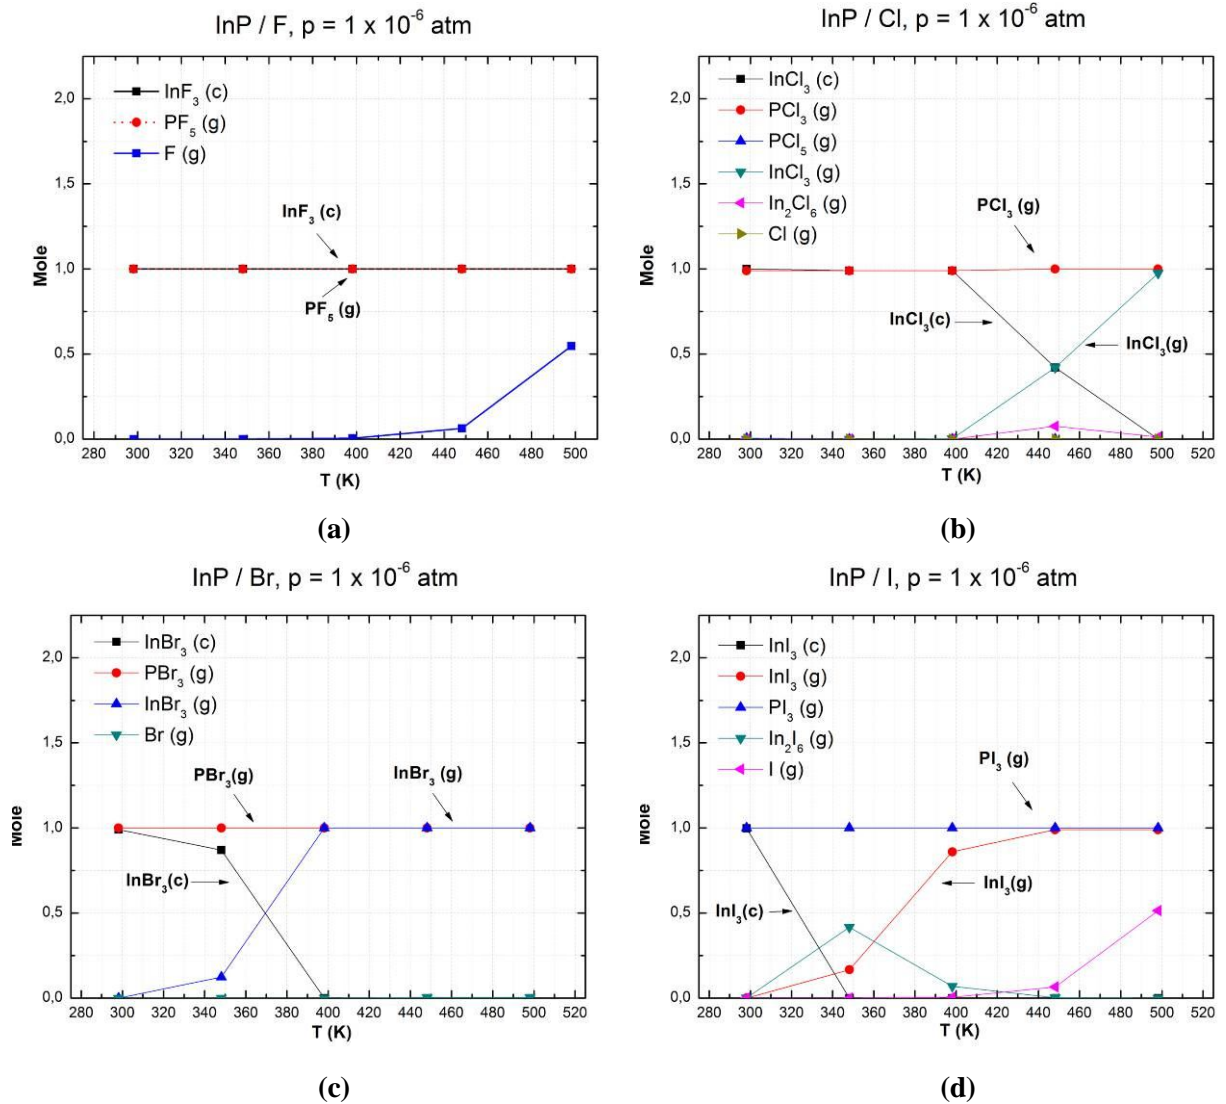 InP / F, p = 1 x 10⁻⁶ atm
InF₃ (c)
PF₅ (g)
F (g)
InF₃ (c)
PF₅ (g)
Mole
2,0
1,5
1,0
0,5
0,0
280 300 320 340 360 380 400 420 440 460 480 500
T (K)
(a)
InP / Cl, p = 1 x 10⁻⁶ atm
InCl₃ (c)
PCl₃ (g)
PCl₅ (g)
InCl₃ (g)
In₂Cl₆ (g)
Cl (g)
PCl₃ (g)
InCl₃(c)
InCl₃(g)
Mole
2,0
1,5
1,0
0,5
0,0
280 300 320 340 360 380 400 420 440 460 480 500 520
T (K)
(b)
InP / Br, p = 1 x 10⁻⁶ atm
InBr₃ (c)
PBr₃ (g)
InBr₃ (g)
Br (g)
PBr₃(g)
InBr₃ (g)
InBr₃(c)
Mole
2,0
1,5
1,0
0,5
0,0
280 300 320 340 360 380 400 420 440 460 480 500 520
T (K)
(c)
InP / I, p = 1 x 10⁻⁶ atm
InI₃ (c)
InI₃ (g)
PI₃ (g)
In₂I₆ (g)
I (g)
PI₃ (g)
InI₃(g)
InI₃(c)
Mole
2,0
1,5
1,0
0,5
0,0
280 300 320 340 360 380 400 420 440 460 480 500 520
T (K)
(d)